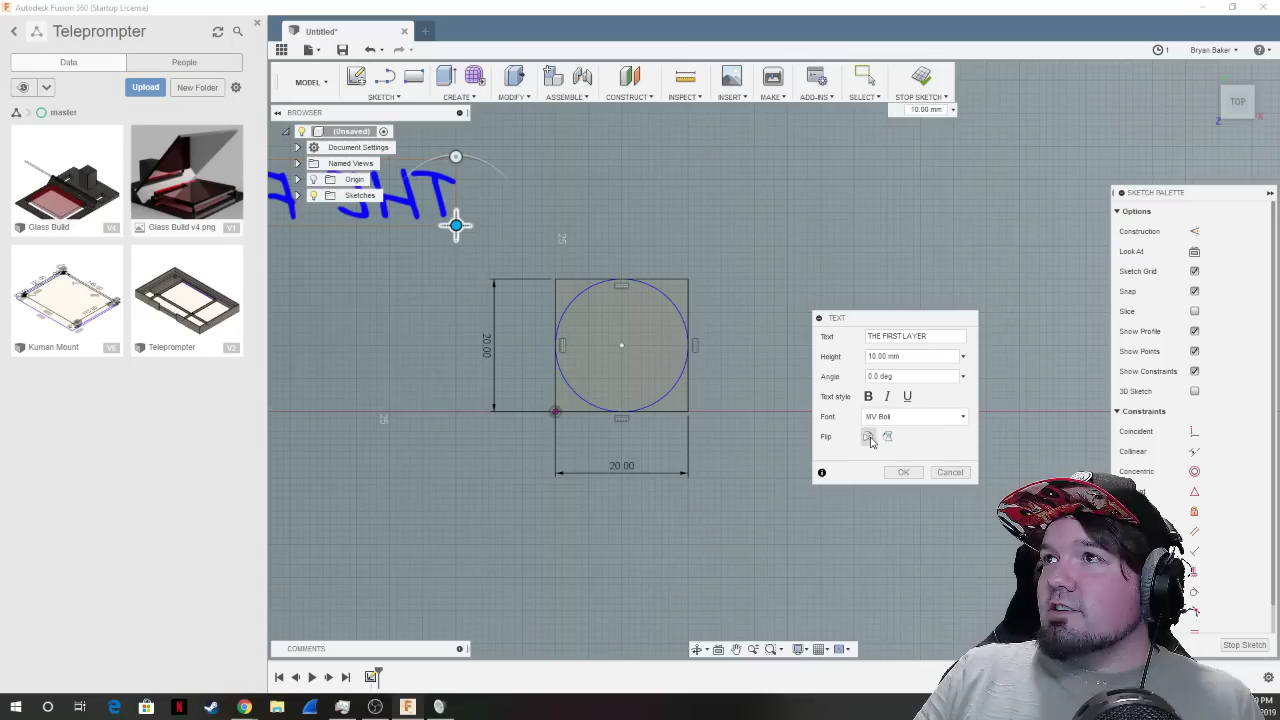 Autodesk Fusion 360 (Startup License)
Teleprompter
Untitled*
Data
People
1
Bryan Baker
Upload
New Folder
MODEL
SKETCH
CREATE
MODIFY
ASSEMBLE
CONSTRUCT
INSPECT
INSERT
MAKE
ADD-INS
SELECT
STOP SKETCH
10.00 mm
TOP
Z
X
master
BROWSER
(Unsaved)
Document Settings
Named Views
Origin
Sketches
THE F
Glass Build
V4
Glass Build v4.png
V1
Kuman Mount
V6
Teleprompter
V2
25
25
20.00
20.00
TEXT
Text
THE FIRST LAYER
Height
10.00 mm
Angle
0.0 deg
Text style
B
I
U
Font
MV Boli
Flip
OK
Cancel
SKETCH PALETTE
Options
Construction
Look At
Sketch Grid
Snap
Slice
Show Profile
Show Points
Show Constraints
3D Sketch
Constraints
Coincident
Collinear
Concentric
Stop Sketch
COMMENTS